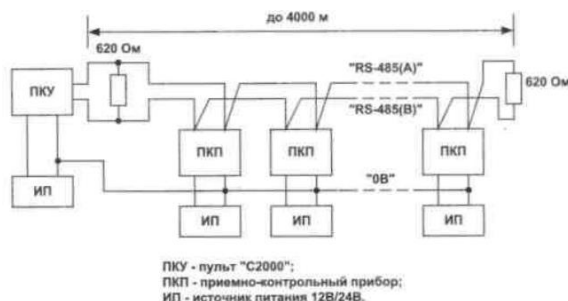 до 4000 м
620 Ом
"RS-485(A)"
620 Ом
ПКУ
"RS-485(B)"
ПКП
ПКП
ПКП
"0В"
ИП
ИП
ИП
ИП
ПКУ - пульт "С2000";
ПКП - приемно-контрольный прибор;
ИП - источник питания 12В/24В.